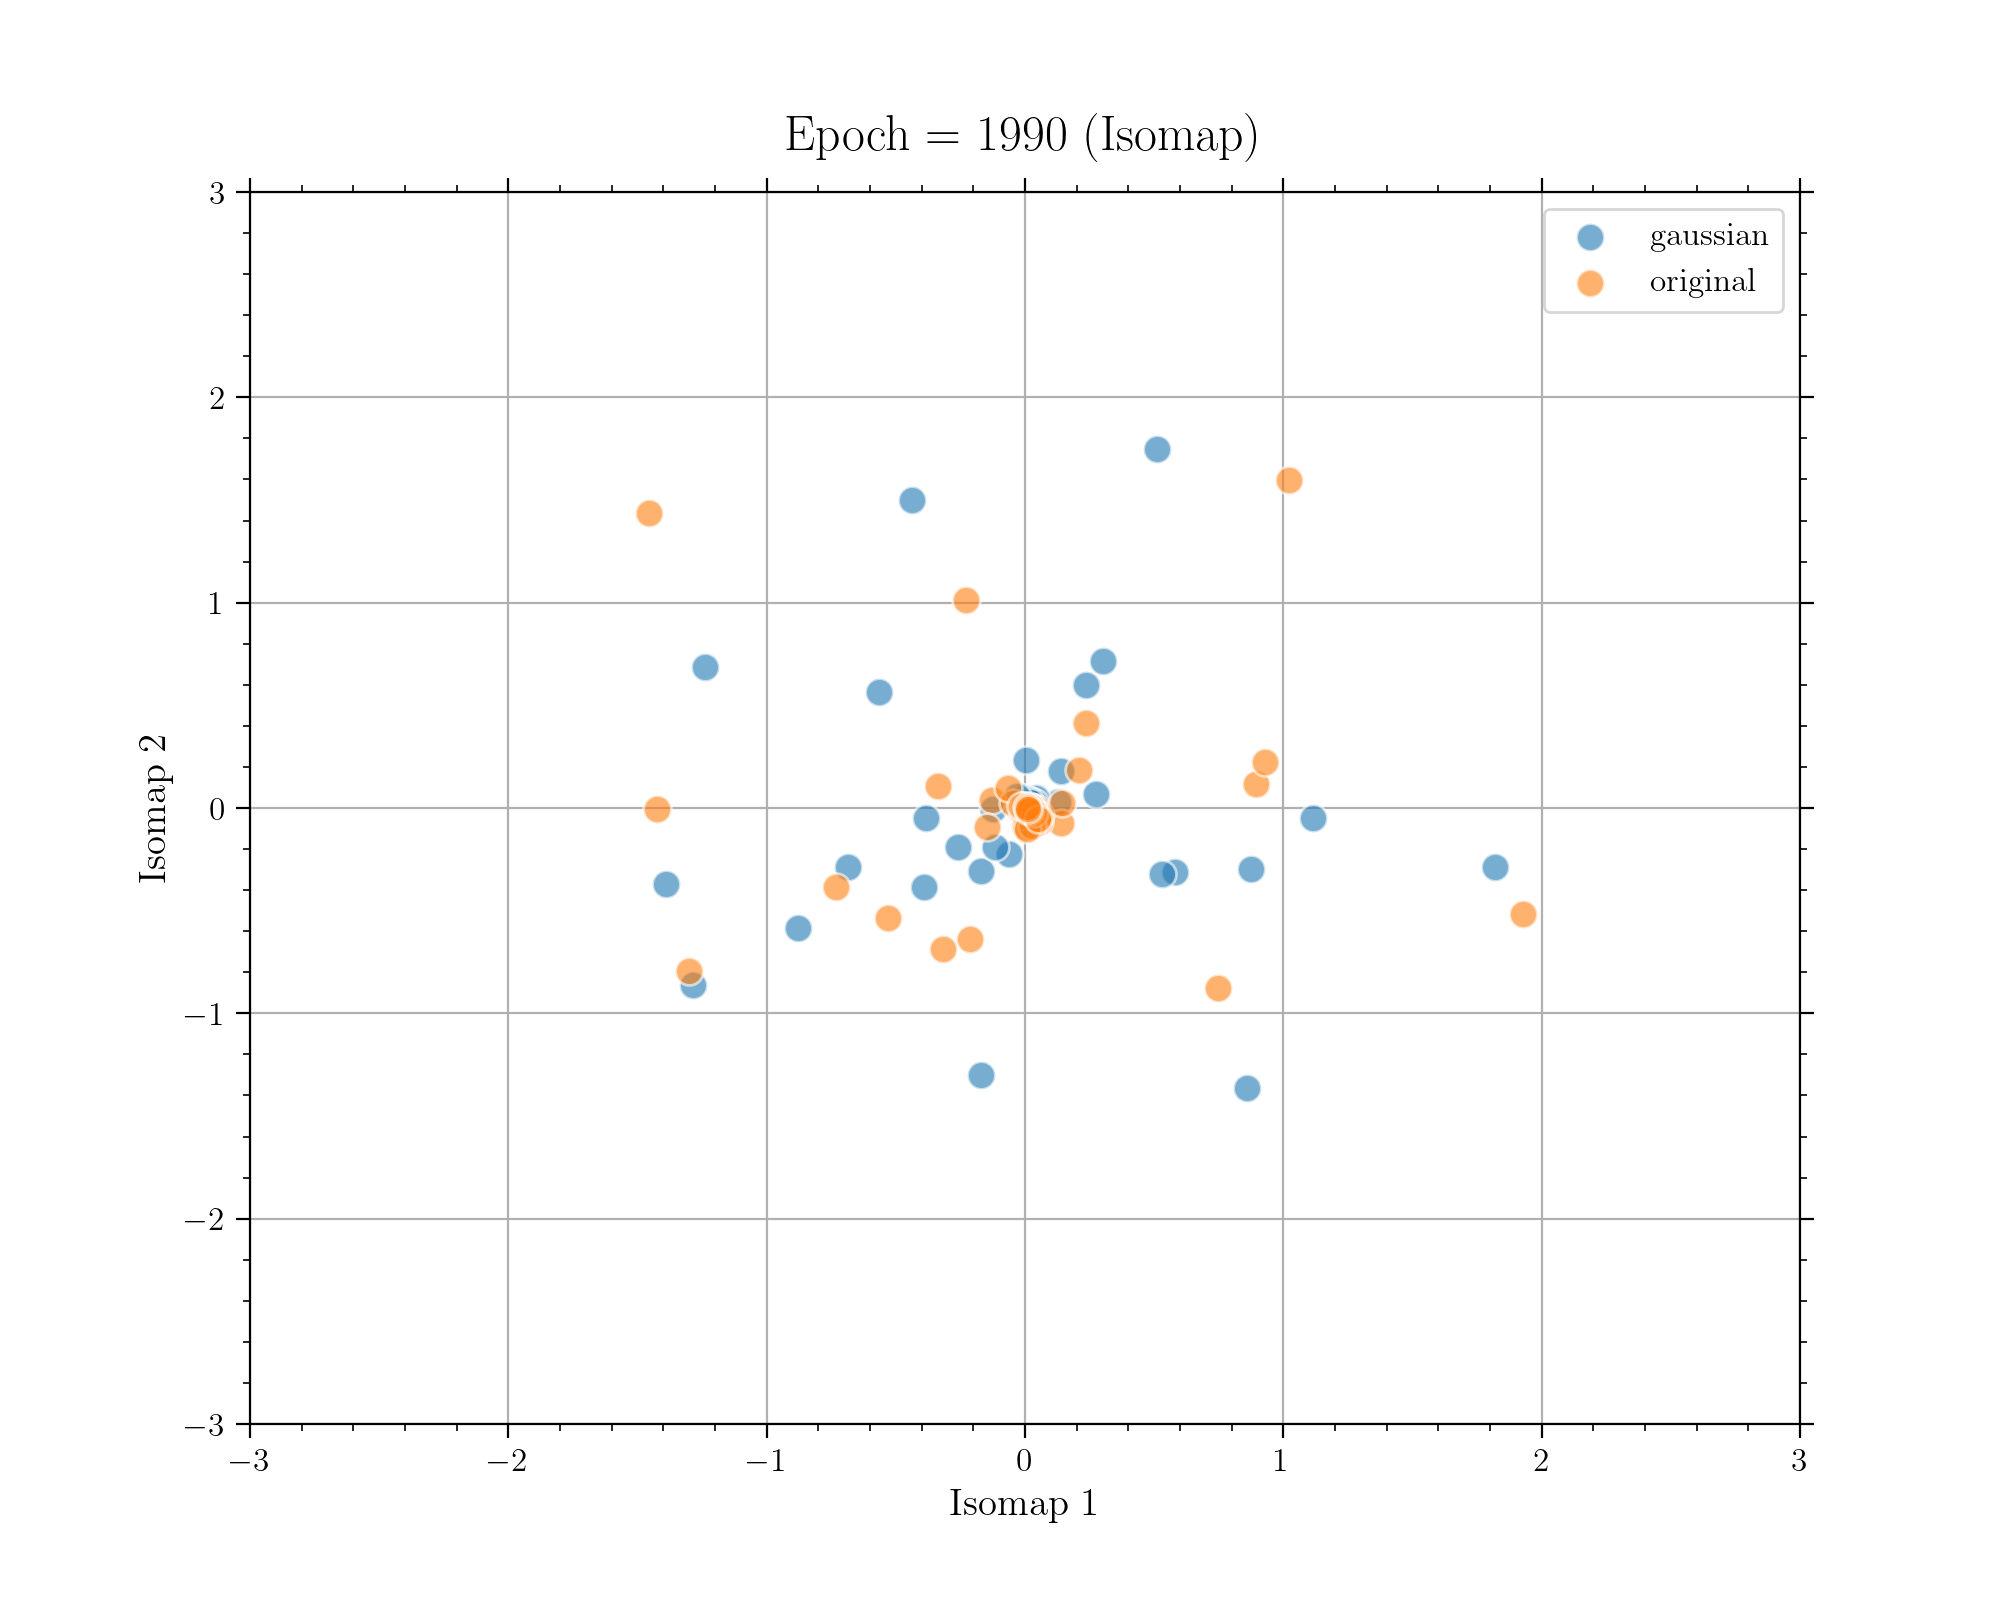 Epoch = 1990 (Isomap)
gaussian
original
3
2
1
0
−1
−2
−3
Isomap 2
−3
−2
−1
0
1
2
3
Isomap 1